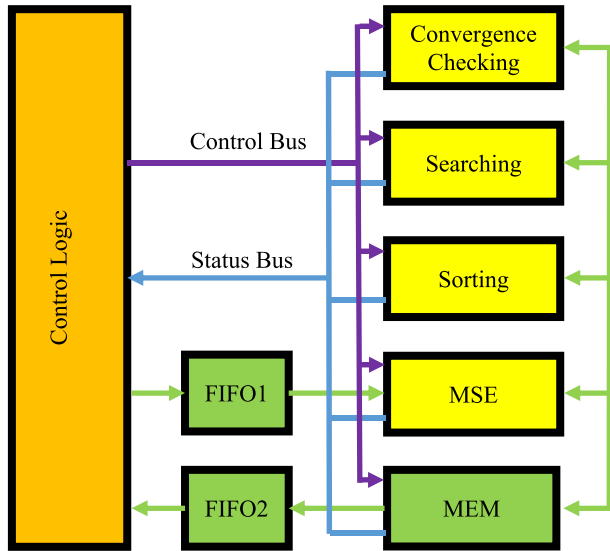 Convergence
Checking
Control Bus
Searching
Control Logic
Status Bus
Sorting
FIFO1
MSE
FIFO2
MEM